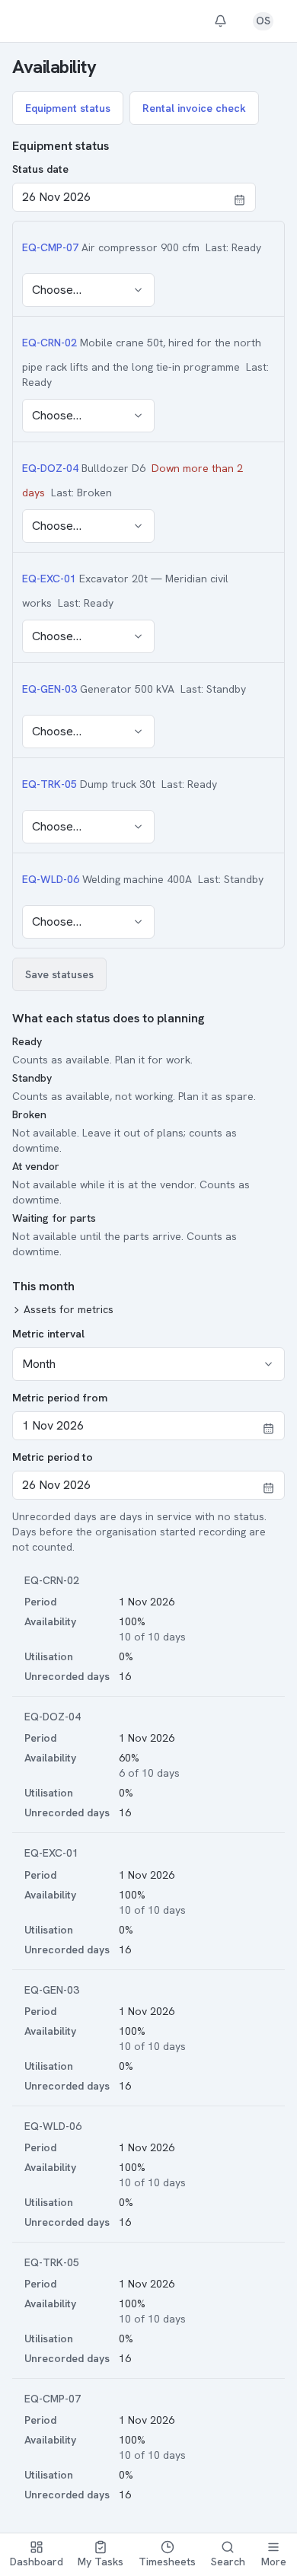 OS
Availability
Equipment status
Rental invoice check
Equipment status
Status date
26 Nov 2026
EQ-CMP-07 Air compressor 900 cfm Last: Ready
Choose...
EQ-CRN-02 Mobile crane 50t, hired for the north
pipe rack lifts and the long tie-in programme Last:
Ready
Choose...
EQ-DOZ-04 Bulldozer D6 Down more than 2
days Last: Broken
Choose...
EQ-EXC-01 Excavator 20t — Meridian civil
works Last: Ready
Choose...
EQ-GEN-03 Generator 500 kVA Last: Standby
Choose...
EQ-TRK-05 Dump truck 30t Last: Ready
Choose...
EQ-WLD-06 Welding machine 400A Last: Standby
Choose...
Save statuses
What each status does to planning
Ready
Counts as available. Plan it for work.
Standby
Counts as available, not working. Plan it as spare.
Broken
Not available. Leave it out of plans; counts as
downtime.
At vendor
Not available while it is at the vendor. Counts as
downtime.
Waiting for parts
Not available until the parts arrive. Counts as
downtime.
This month
Assets for metrics
Metric interval
Month
Metric period from
1 Nov 2026
Metric period to
26 Nov 2026
Unrecorded days are days in service with no status.
Days before the organisation started recording are
not counted.
EQ-CRN-02
Period 1 Nov 2026
Availability 100%
10 of 10 days
Utilisation 0%
Unrecorded days 16
EQ-DOZ-04
Period 1 Nov 2026
Availability 60%
6 of 10 days
Utilisation 0%
Unrecorded days 16
EQ-EXC-01
Period 1 Nov 2026
Availability 100%
10 of 10 days
Utilisation 0%
Unrecorded days 16
EQ-GEN-03
Period 1 Nov 2026
Availability 100%
10 of 10 days
Utilisation 0%
Unrecorded days 16
EQ-WLD-06
Period 1 Nov 2026
Availability 100%
10 of 10 days
Utilisation 0%
Unrecorded days 16
EQ-TRK-05
Period 1 Nov 2026
Availability 100%
10 of 10 days
Utilisation 0%
Unrecorded days 16
EQ-CMP-07
Period 1 Nov 2026
Availability 100%
10 of 10 days
Utilisation 0%
Unrecorded days 16
Dashboard My Tasks Timesheets Search More